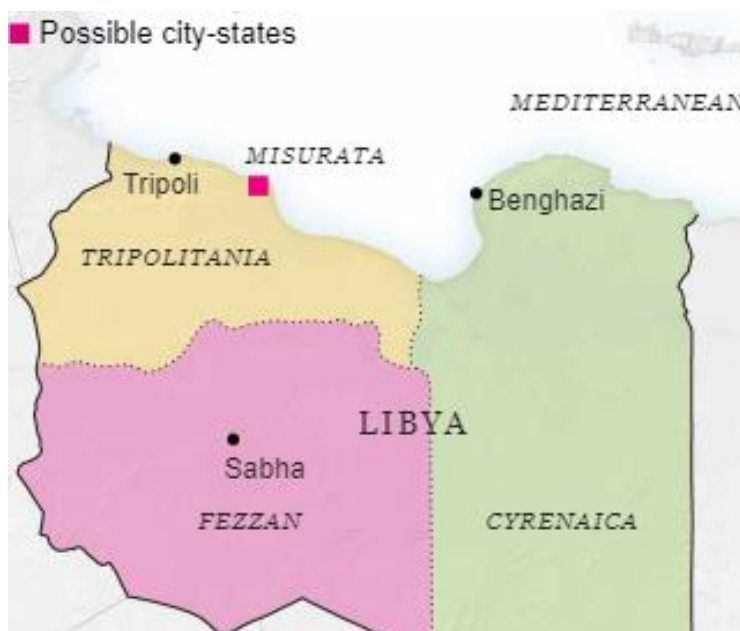 Possible city-states
MEDITERRANEAN
MISURATA
Tripoli
Benghazi
TRIPOLITANIA
LIBYA
Sabha
FEZZAN
CYRENAICA